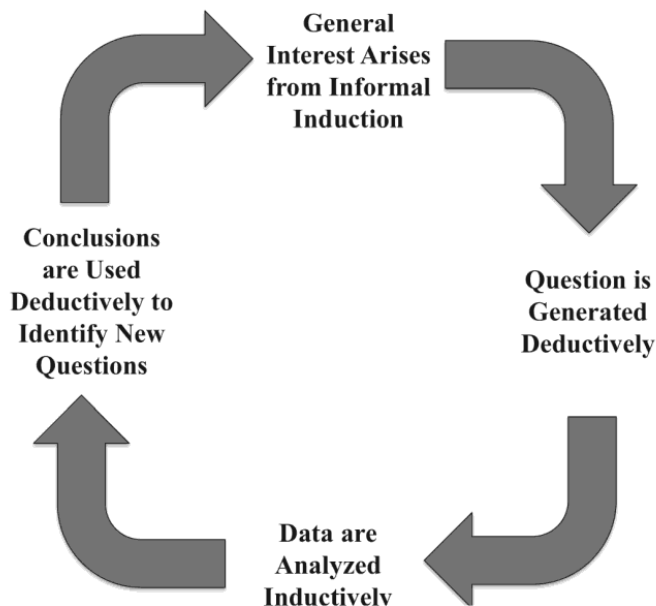 General
Interest Arises
from Informal
Induction
Question is
Generated
Deductively
Data are
Analyzed
Inductively
Conclusions
are Used
Deductively to
Identify New
Questions